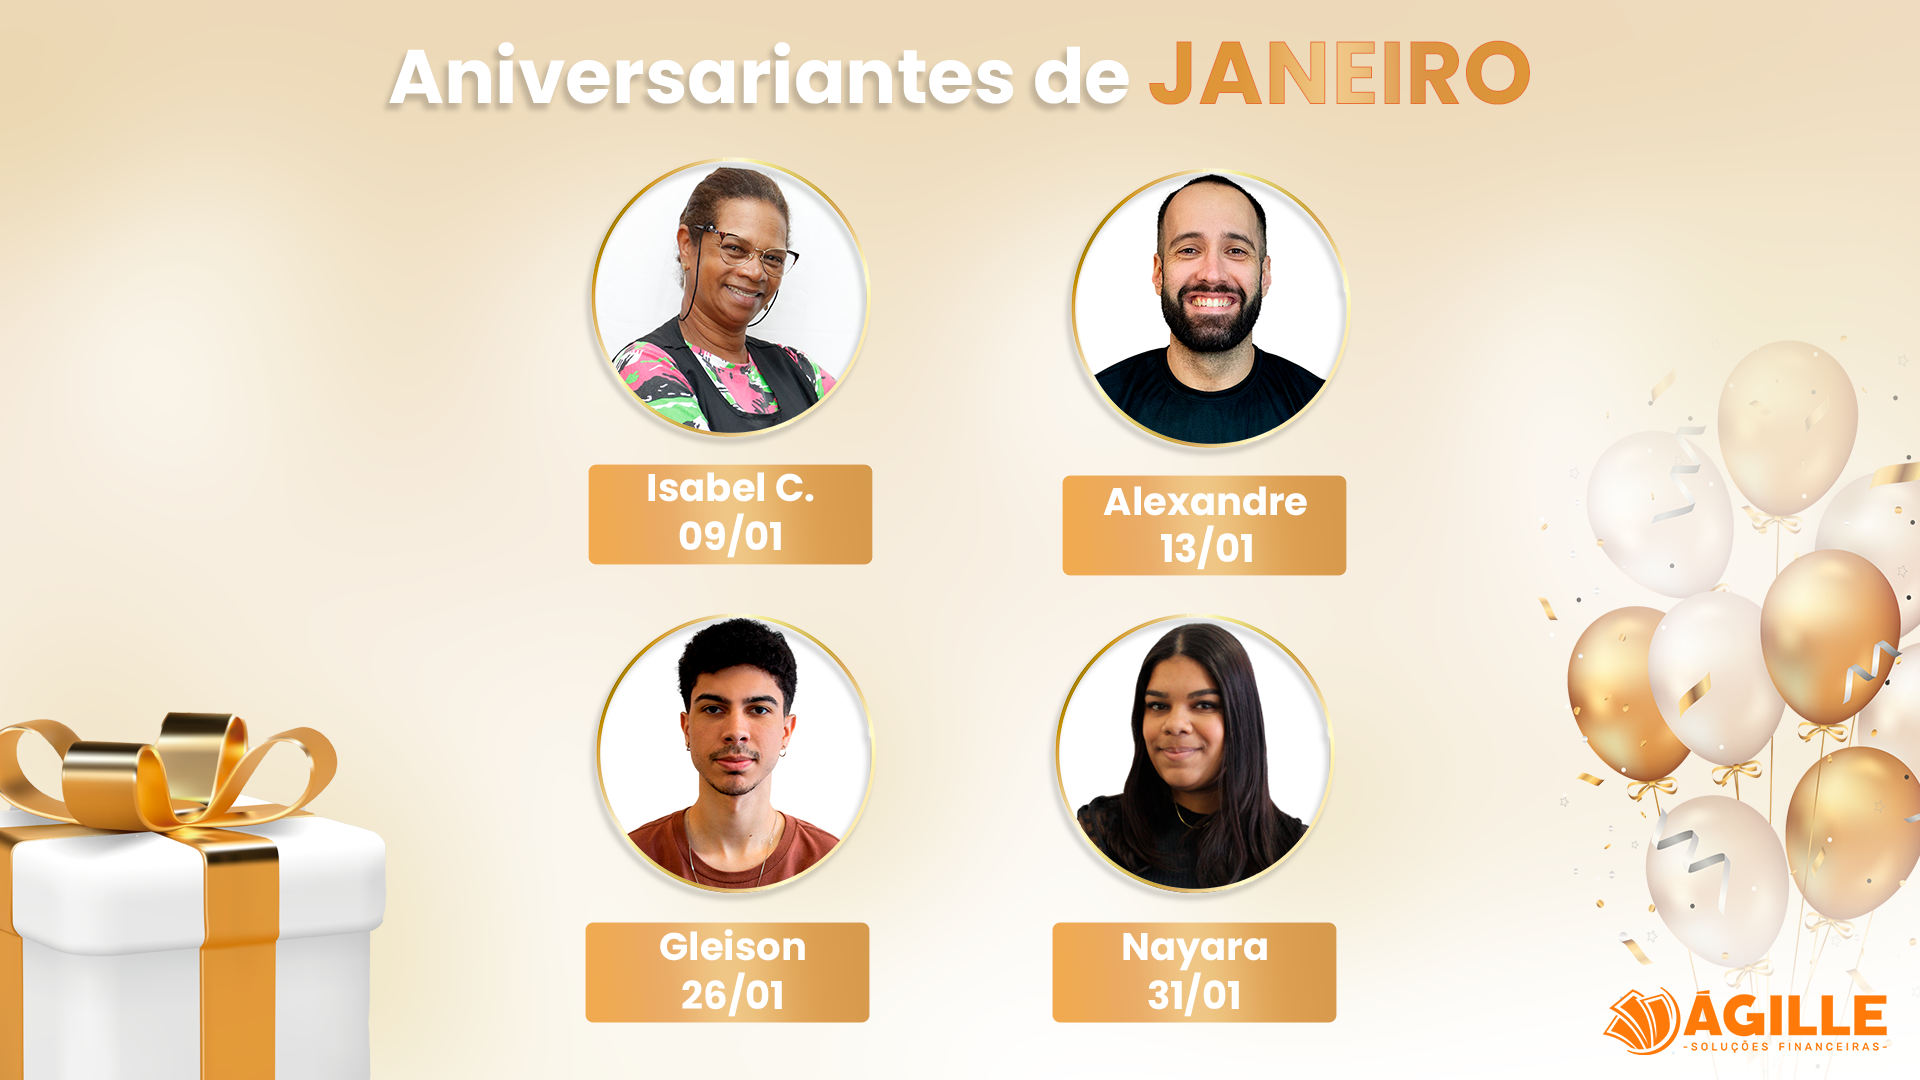 Aniversariantes de JANEIRO
Isabel C.
09/01
Alexandre
13/01
Gleison
26/01
Nayara
31/01
ÁGILLE
-SOLUÇÕES FINANCEIRAS-